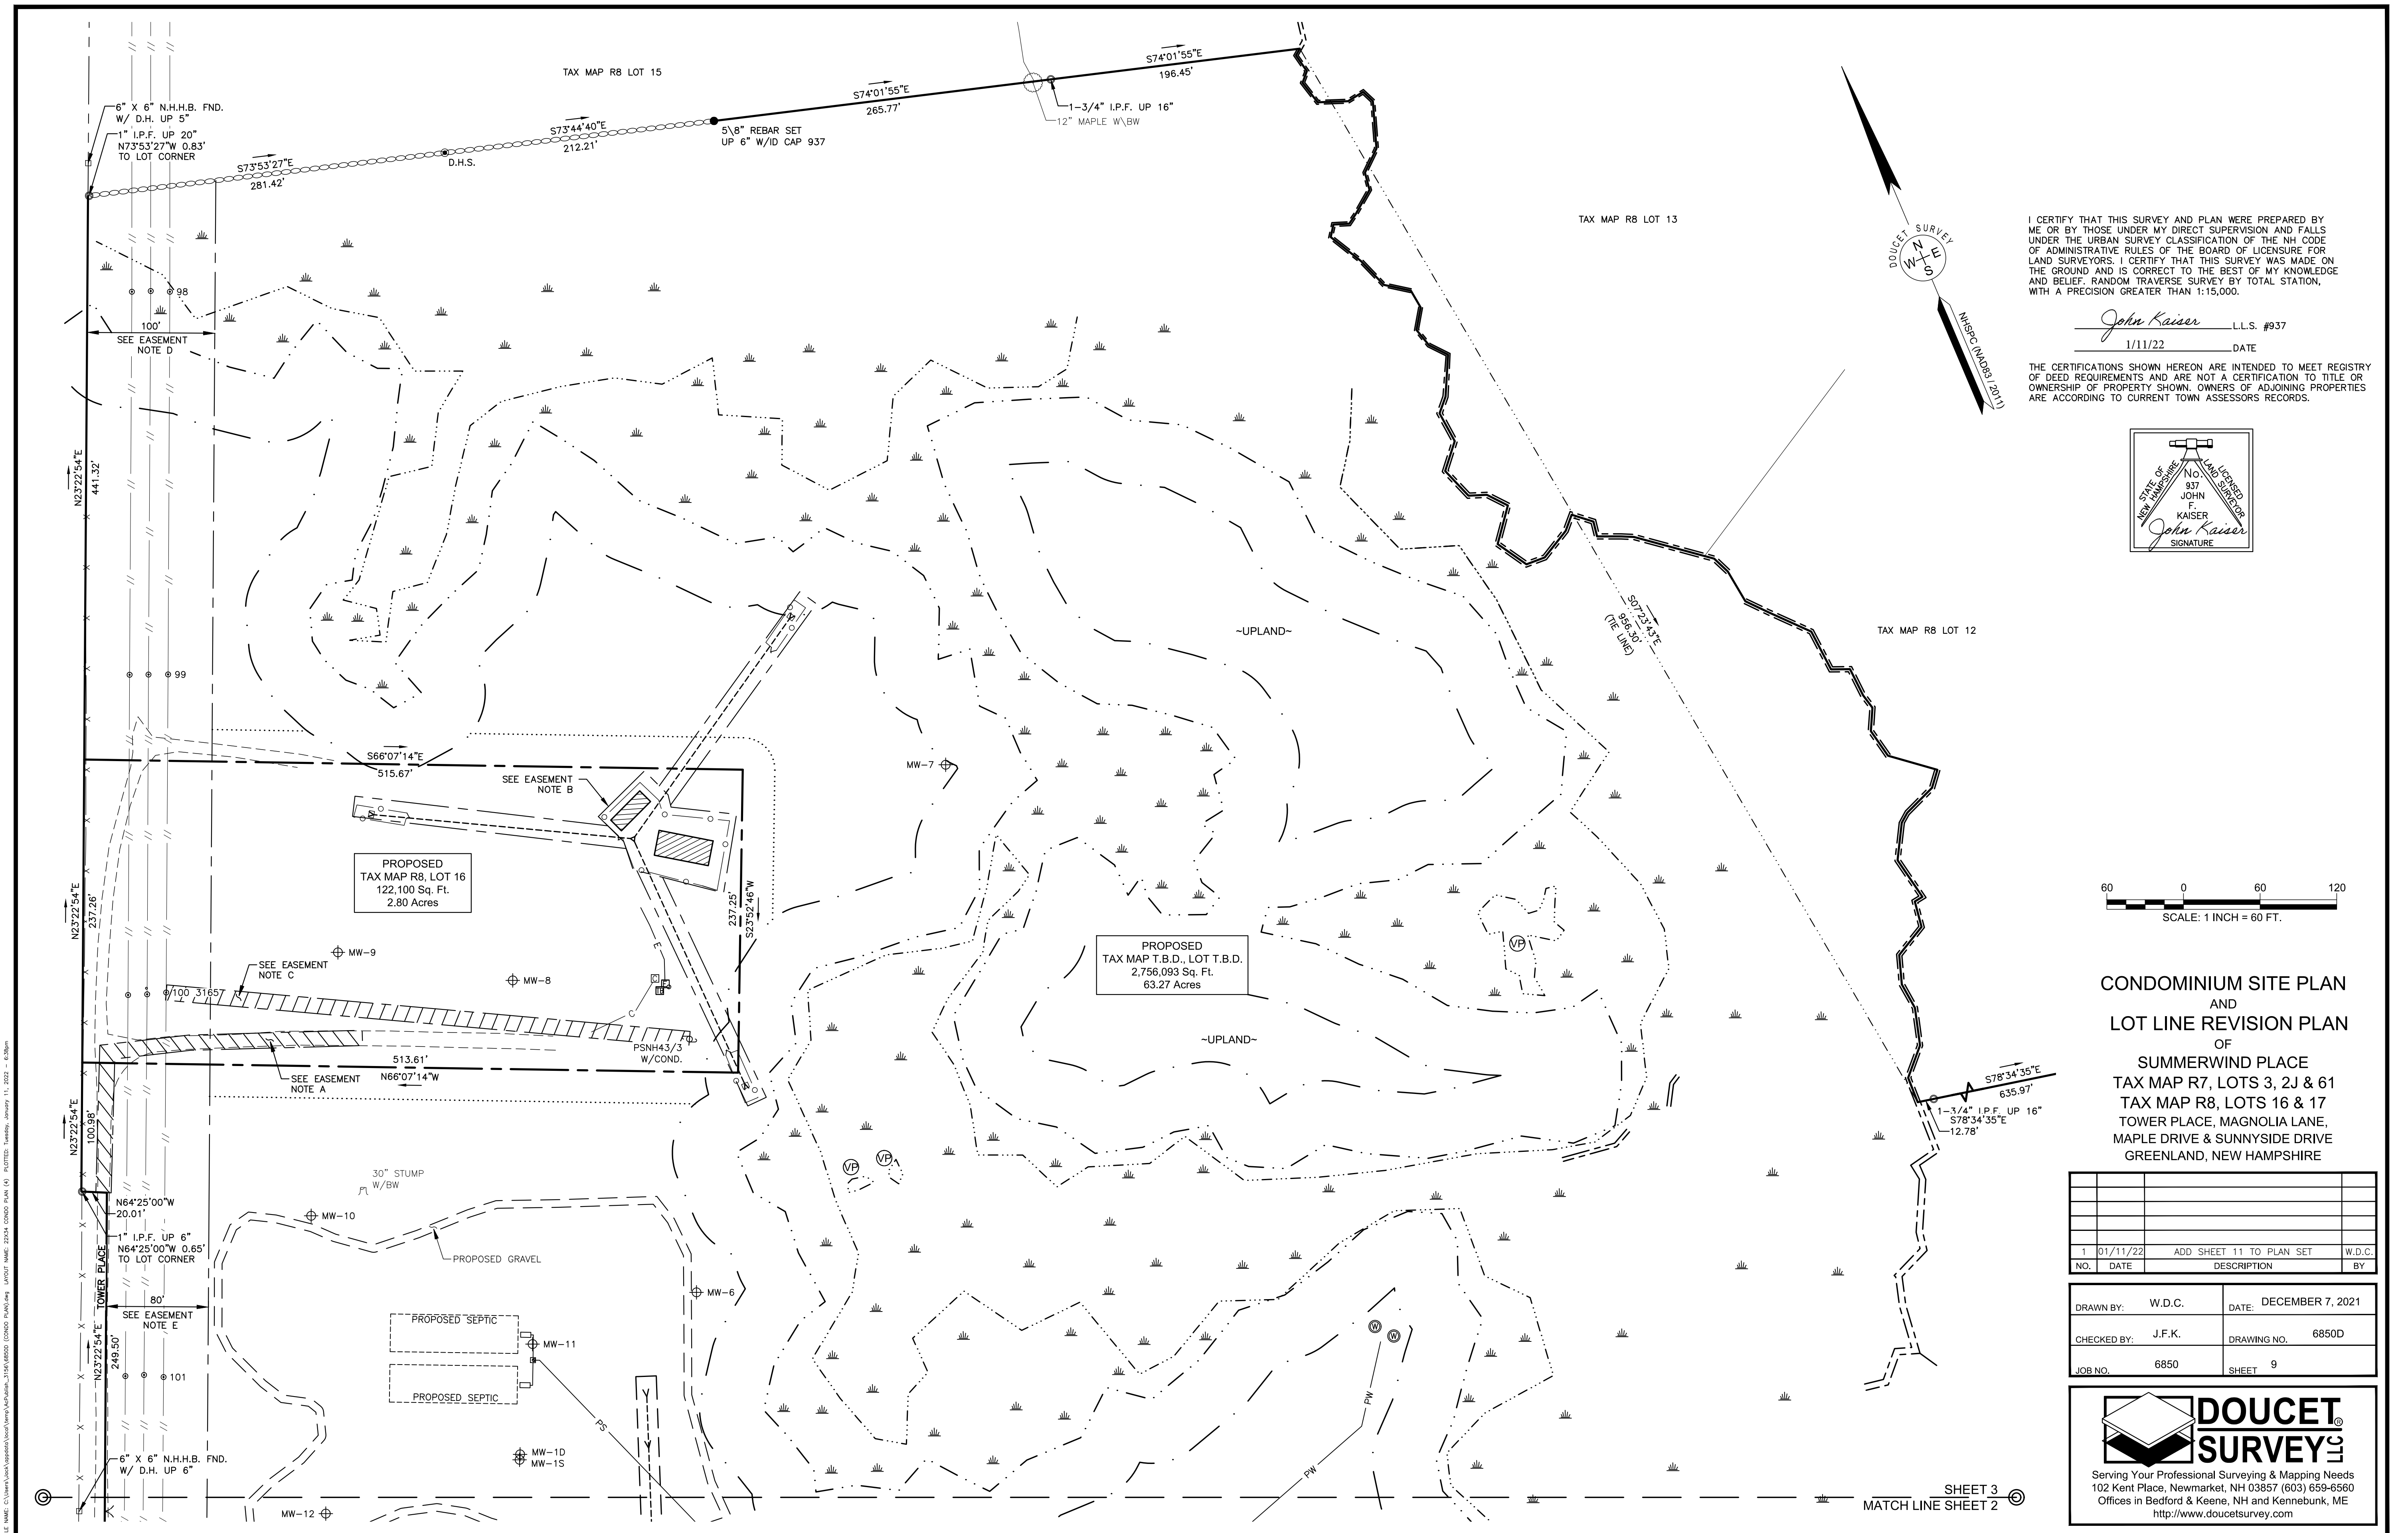 TAX MAP R8 LOT 15
6" X 6" N.H.H.B. FND.
W/ D.H. UP 5"
1" I.P.F. UP 20"
N73°53'27"W 0.83'
TO LOT CORNER
S73°53'27"E
281.42'
D.H.S.
S73°44'40"E
212.21'
5\8" REBAR SET
UP 6" W/ID CAP 937
S74°01'55"E
265.77'
S74°01'55"E
196.45'
1-3/4" I.P.F. UP 16"
12" MAPLE W\BW
TAX MAP R8 LOT 13
DOUCET SURVEY
N
E
S
W
NHSPC (NAD83 / 2011)
I CERTIFY THAT THIS SURVEY AND PLAN WERE PREPARED BY
ME OR BY THOSE UNDER MY DIRECT SUPERVISION AND FALLS
UNDER THE URBAN SURVEY CLASSIFICATION OF THE NH CODE
OF ADMINISTRATIVE RULES OF THE BOARD OF LICENSURE FOR
LAND SURVEYORS. I CERTIFY THAT THIS SURVEY WAS MADE ON
THE GROUND AND IS CORRECT TO THE BEST OF MY KNOWLEDGE
AND BELIEF. RANDOM TRAVERSE SURVEY BY TOTAL STATION,
WITH A PRECISION GREATER THAN 1:15,000.
John Kaiser L.L.S. #937
1/11/22 DATE
THE CERTIFICATIONS SHOWN HEREON ARE INTENDED TO MEET REGISTRY
OF DEED REQUIREMENTS AND ARE NOT A CERTIFICATION TO TITLE OR
OWNERSHIP OF PROPERTY SHOWN. OWNERS OF ADJOINING PROPERTIES
ARE ACCORDING TO CURRENT TOWN ASSESSORS RECORDS.
STATE OF
NEW HAMPSHIRE
LICENSED
LAND SURVEYOR
No.
937
JOHN
F.
KAISER
John Kaiser
SIGNATURE
98
100'
SEE EASEMENT
NOTE D
N23°22'54"E
441.32'
99
~UPLAND~
S07°23'43"E
956.30'
(TIE LINE)
TAX MAP R8 LOT 12
S66°07'14"E
515.67'
SEE EASEMENT
NOTE B
MW-7
PROPOSED
TAX MAP R8, LOT 16
122,100 Sq. Ft.
2.80 Acres
N23°22'54"E
237.26'
237.25'
S23°52'46"W
MW-9
MW-8
SEE EASEMENT
NOTE C
100 31657
E
C
PSNH43/3
W/COND.
513.61'
N66°07'14"W
SEE EASEMENT
NOTE A
PROPOSED
TAX MAP T.B.D., LOT T.B.D.
2,756,093 Sq. Ft.
63.27 Acres
VP
~UPLAND~
60 0 60 120
SCALE: 1 INCH = 60 FT.
CONDOMINIUM SITE PLAN
AND
LOT LINE REVISION PLAN
OF
SUMMERWIND PLACE
TAX MAP R7, LOTS 3, 2J & 61
TAX MAP R8, LOTS 16 & 17
TOWER PLACE, MAGNOLIA LANE,
MAPLE DRIVE & SUNNYSIDE DRIVE
GREENLAND, NEW HAMPSHIRE
S78°34'35"E
635.97'
1-3/4" I.P.F. UP 16"
S78°34'35"E
12.78'
N23°22'54"E
100.98'
N64°25'00"W
20.01'
1" I.P.F. UP 6"
N64°25'00"W 0.65'
TO LOT CORNER
TOWER PLACE
80'
SEE EASEMENT
NOTE E
N23°22'54"E
249.50'
101
30" STUMP
W/BW
MW-10
PROPOSED GRAVEL
MW-6
PROPOSED SEPTIC
MW-11
PROPOSED SEPTIC
PS
VP
VP
W
W
PW
PW
MW-1D
MW-1S
MW-12
6" X 6" N.H.H.B. FND.
W/ D.H. UP 6"
SHEET 3
MATCH LINE SHEET 2
1 01/11/22 ADD SHEET 11 TO PLAN SET W.D.C.
NO. DATE DESCRIPTION BY
DRAWN BY: W.D.C. DATE: DECEMBER 7, 2021
CHECKED BY: J.F.K. DRAWING NO. 6850D
JOB NO. 6850 SHEET 9
DOUCET®
SURVEY LLC
Serving Your Professional Surveying & Mapping Needs
102 Kent Place, Newmarket, NH 03857 (603) 659-6560
Offices in Bedford & Keene, NH and Kennebunk, ME
http://www.doucetsurvey.com
LAYOUT NAME: 22X34 CONDO PLAN (4) PLOTTED: Tuesday, January 11, 2022 - 6:38pm